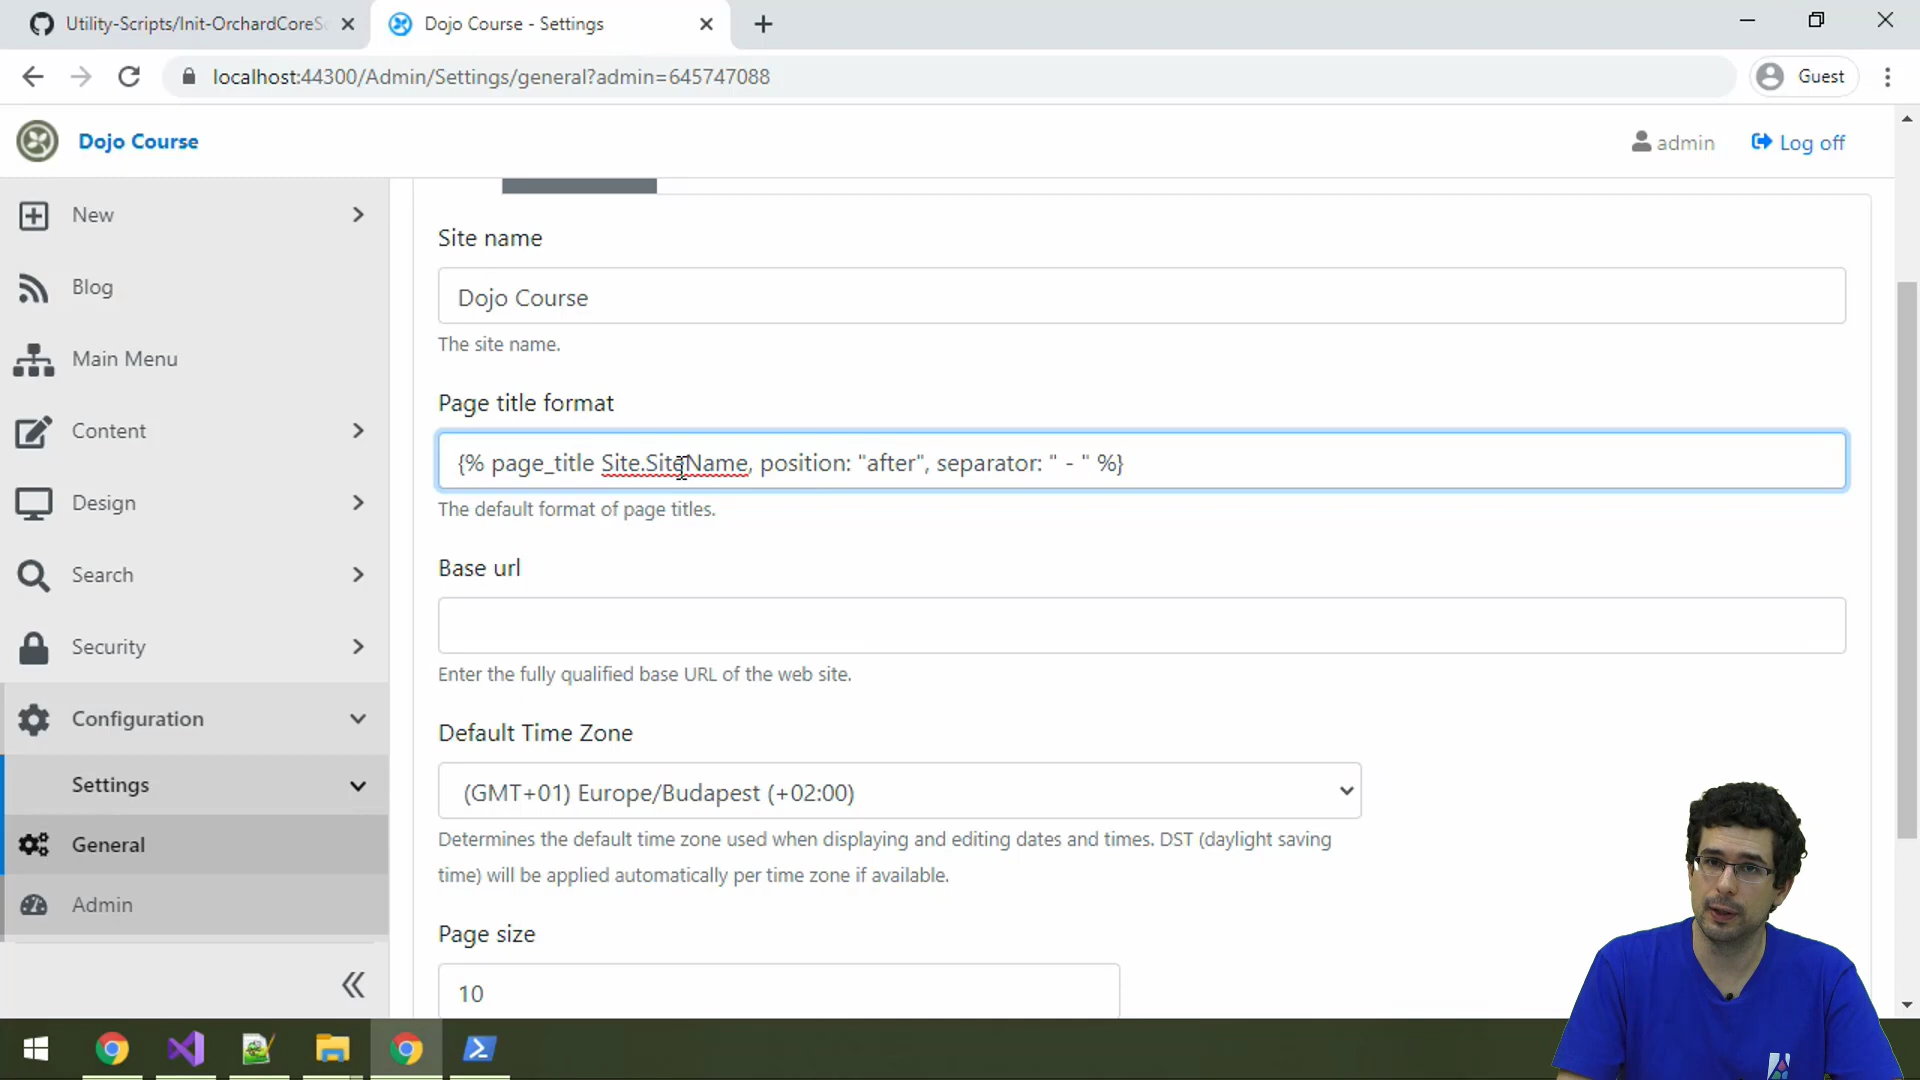 Utility-Scripts/Init-OrchardCoreSo
Dojo Course - Settings
localhost:44300/Admin/Settings/general?admin=645747088
Guest
Dojo Course
admin
Log off
New
Blog
Main Menu
Content
Design
Search
Security
Configuration
Settings
General
Admin
Site name
Dojo Course
The site name.
Page title format
{% page_title Site.SiteName, position: "after", separator: " - " %}
The default format of page titles.
Base url
Enter the fully qualified base URL of the web site.
Default Time Zone
(GMT+01) Europe/Budapest (+02:00)
Determines the default time zone used when displaying and editing dates and times. DST (daylight saving
time) will be applied automatically per time zone if available.
Page size
10